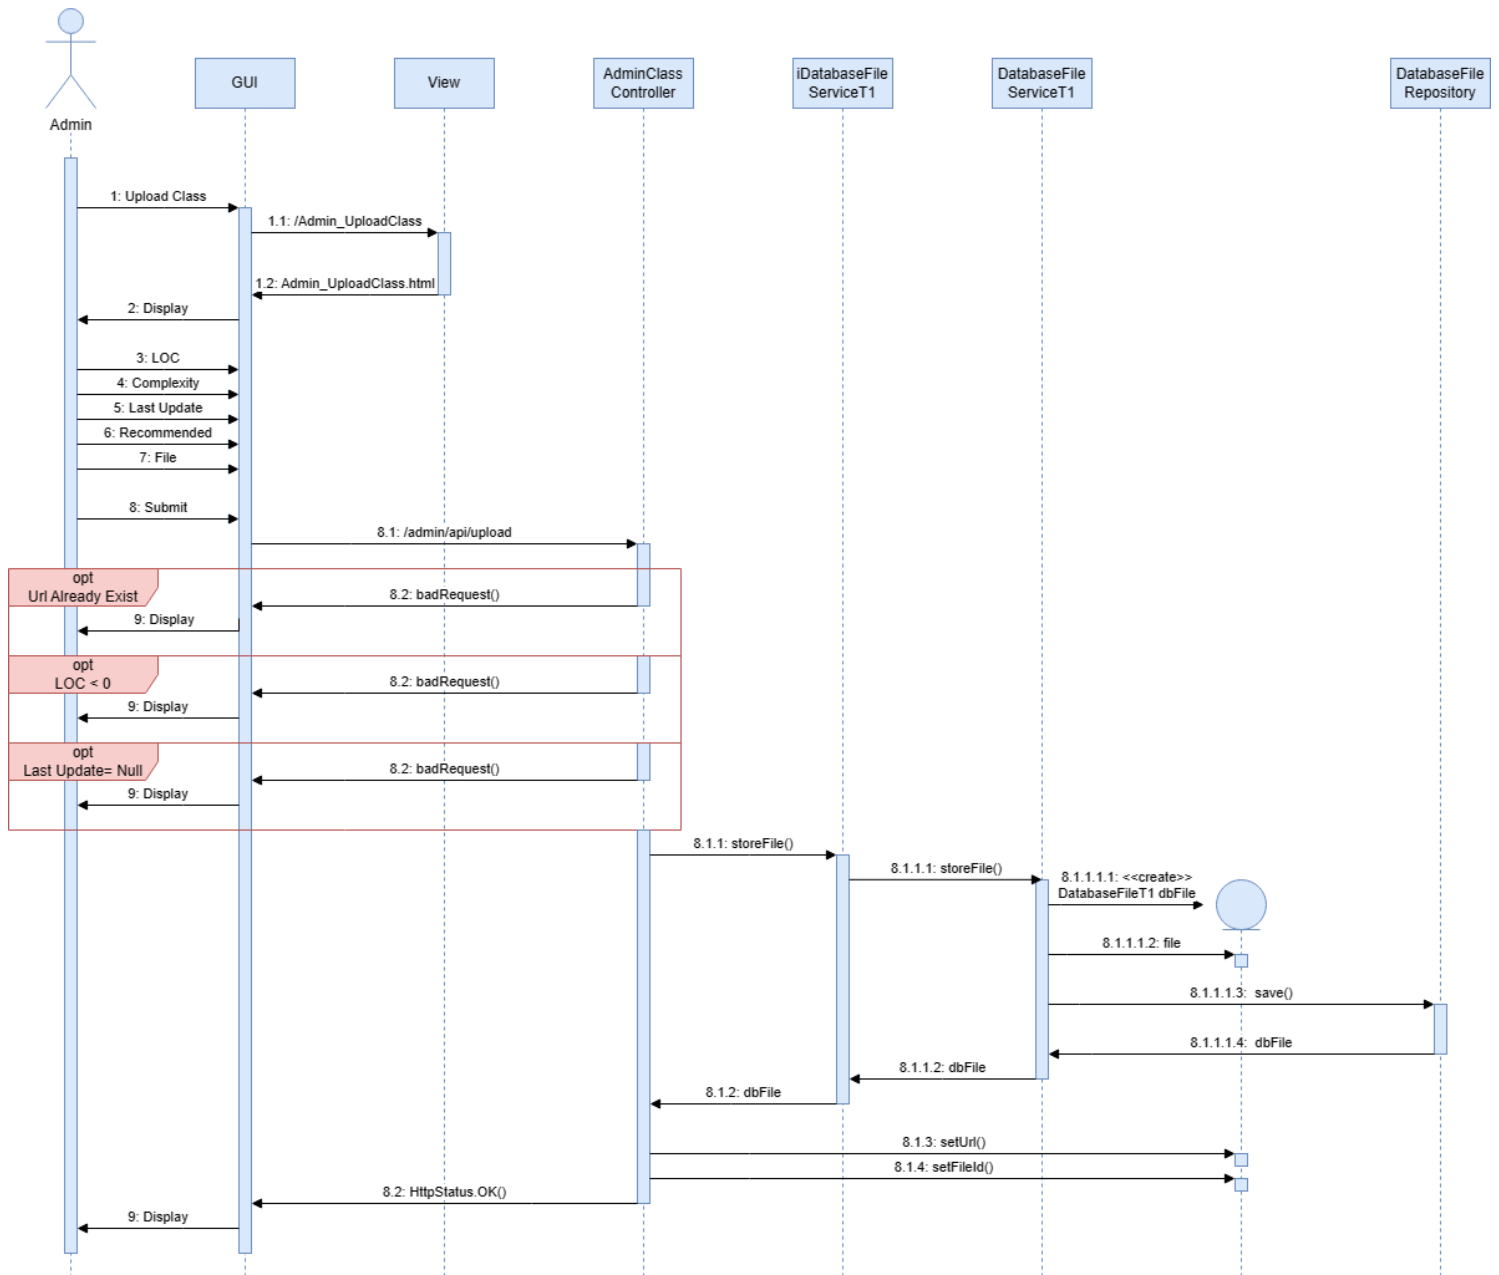 Admin
GUI
View
AdminClass
Controller
iDatabaseFile
ServiceT1
DatabaseFile
ServiceT1
DatabaseFile
Repository
1: Upload Class
1.1: /Admin_UploadClass
1.2: Admin_UploadClass.html
2: Display
3: LOC
4: Complexity
5: Last Update
6: Recommended
7: File
8: Submit
8.1: /admin/api/upload
opt
Url Already Exist
8.2: badRequest()
9: Display
opt
LOC < 0
8.2: badRequest()
9: Display
opt
Last Update= Null
8.2: badRequest()
9: Display
8.1.1: storeFile()
8.1.1.1: storeFile()
8.1.1.1.1: <<create>>
DatabaseFileT1 dbFile
8.1.1.1.2: file
8.1.1.1.3:  save()
8.1.1.1.4:  dbFile
8.1.1.2: dbFile
8.1.2: dbFile
8.1.3: setUrl()
8.1.4: setFileId()
8.2: HttpStatus.OK()
9: Display